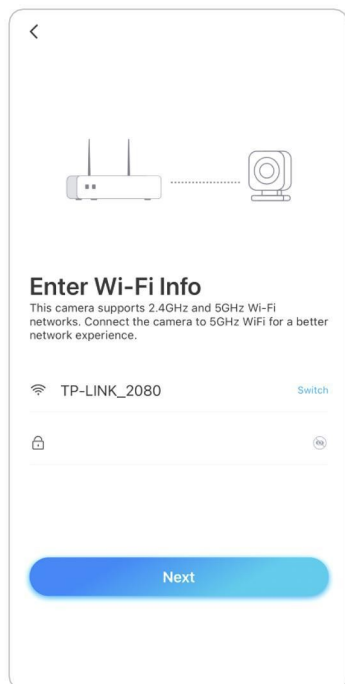 Enter Wi-Fi Info
This camera supports 2.4GHz and 5GHz Wi-Fi
networks. Connect the camera to 5GHz WiFi for a better
network experience.
TP-LINK_2080 Switch
Next